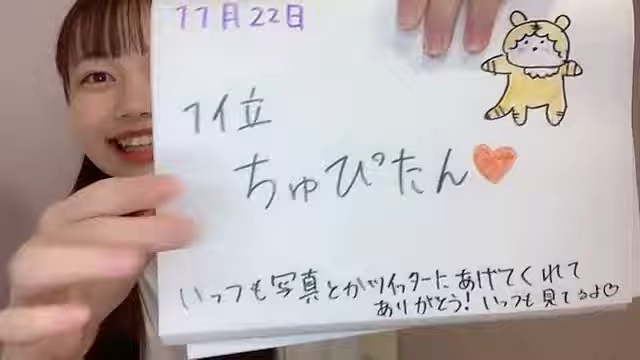 11月22日
1位
ちゅぴたん♥
いっつも写真とかツイッターにあげてくれて
ありがとう!いっつも見てるよ♡